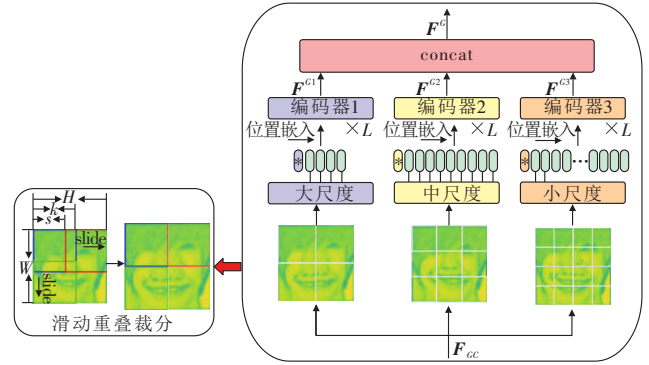 F^G
concat
F^{G1} F^{G2} F^{G3}
编码器1 编码器2 编码器3
位置嵌入 ×L 位置嵌入 ×L 位置嵌入 ×L
* * * ···
大尺度 中尺度 小尺度
H
k
s
slide
W
slide
滑动重叠裁分
F_{GC}